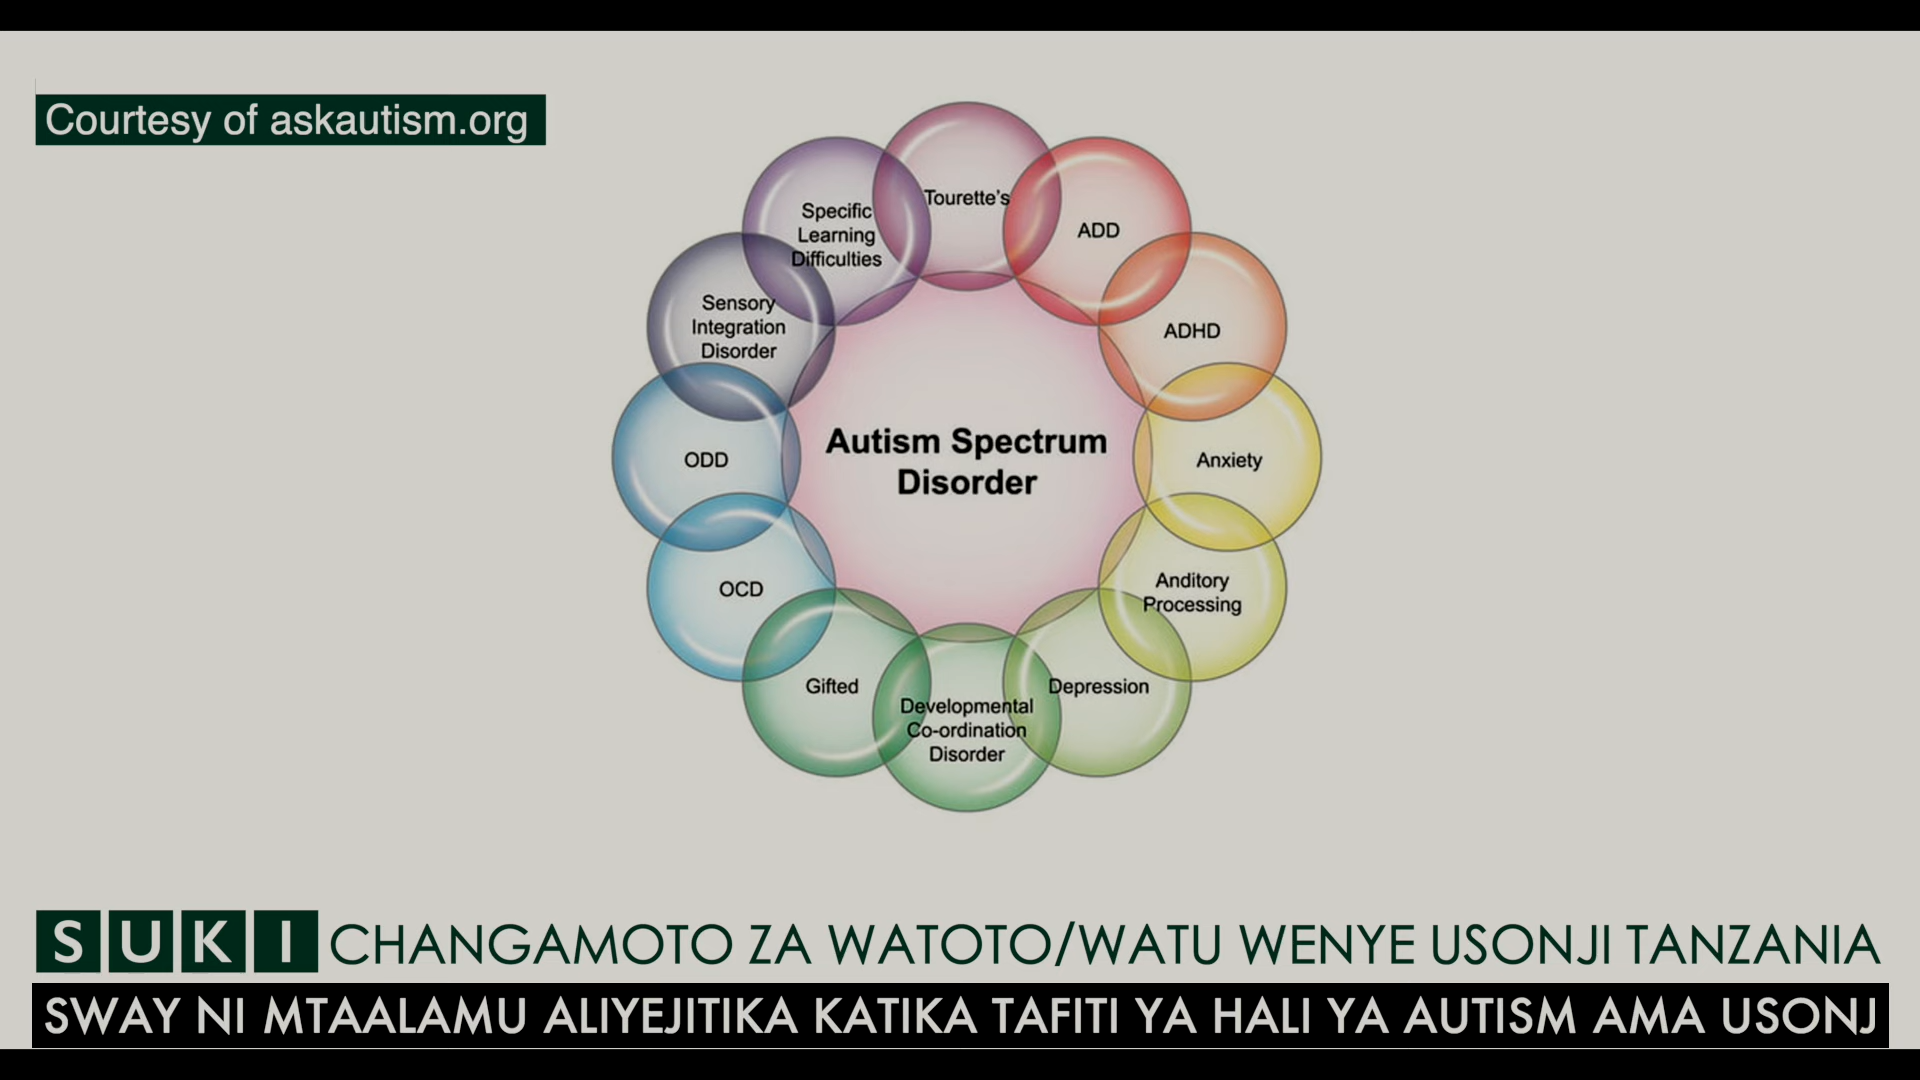 Courtesy of askautism.org
Tourette's
ADD
ADHD
Anxiety
Anditory
Processing
Depression
Developmental
Co-ordination
Disorder
Gifted
OCD
ODD
Sensory
Integration
Disorder
Specific
Learning
Difficulties
Autism Spectrum
Disorder
SUKI CHANGAMOTO ZA WATOTO/WATU WENYE USONJI TANZANIA
SWAY NI MTAALAMU ALIYEJITIKA KATIKA TAFITI YA HALI YA AUTISM AMA USONJ